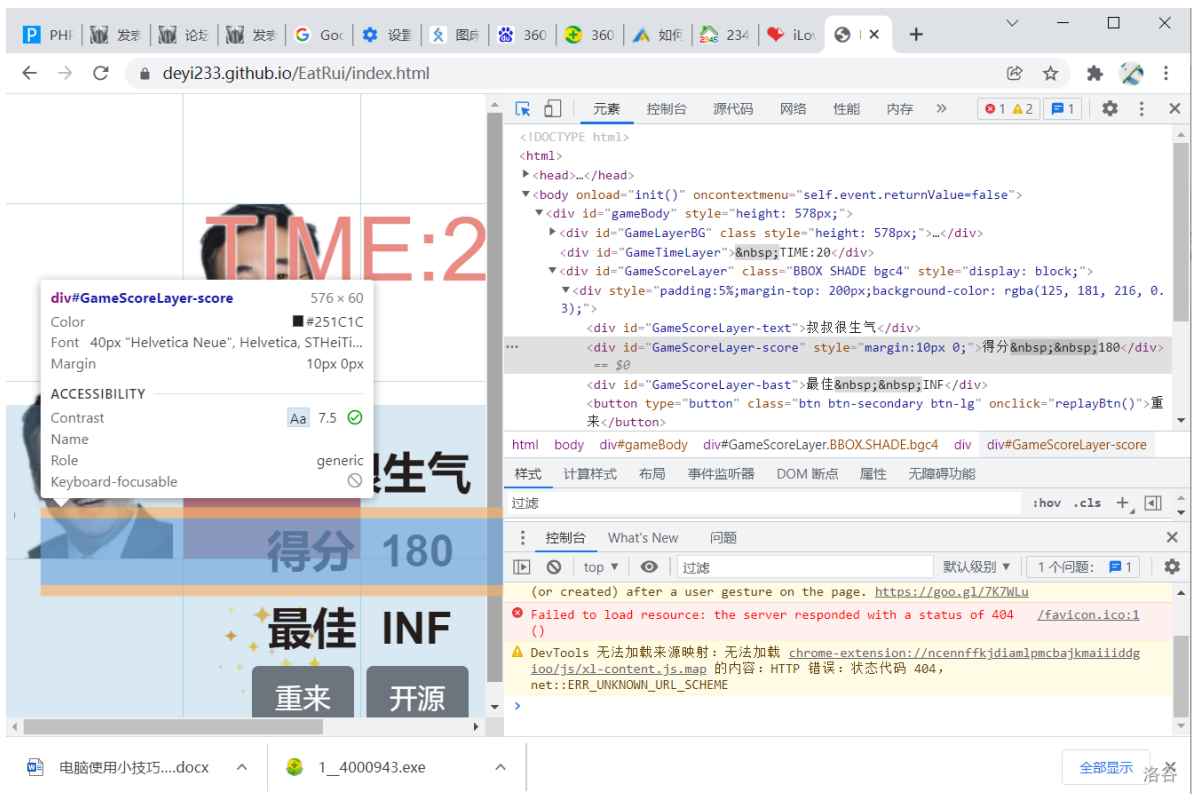 PHP
发表
论坛
发表
Goo
设置
图床
360
360
如何
234
iLov
deyi233.github.io/EatRui/index.html
TIME:2
div#GameScoreLayer-score 576 × 60
Color #251C1C
Font 40px "Helvetica Neue", Helvetica, STHeiTi...
Margin 10px 0px
ACCESSIBILITY
Contrast Aa 7.5
Name
Role generic
Keyboard-focusable
很生气
得分 180
最佳 INF
重来 开源
元素 控制台 源代码 网络 性能 内存 » 1 2 1
<!DOCTYPE html>
<html>
<head>…</head>
<body onload="init()" oncontextmenu="self.event.returnValue=false">
<div id="gameBody" style="height: 578px;">
<div id="GameLayerBG" class style="height: 578px;">…</div>
<div id="GameTimeLayer">&nbsp;TIME:20</div>
<div id="GameScoreLayer" class="BBOX SHADE bgc4" style="display: block;">
<div style="padding:5%;margin-top: 200px;background-color: rgba(125, 181, 216, 0.
3);">
<div id="GameScoreLayer-text">叔叔很生气</div>
<div id="GameScoreLayer-score" style="margin:10px 0;">得分&nbsp;&nbsp;180</div>
== $0
<div id="GameScoreLayer-bast">最佳&nbsp;&nbsp;INF</div>
<button type="button" class="btn btn-secondary btn-lg" onclick="replayBtn()">重
来</button>
html body div#gameBody div#GameScoreLayer.BBOX.SHADE.bgc4 div div#GameScoreLayer-score
样式 计算样式 布局 事件监听器 DOM 断点 属性 无障碍功能
过滤 :hov .cls
控制台 What's New 问题
top 过滤 默认级别 1 个问题: 1
(or created) after a user gesture on the page. https://goo.gl/7K7WLu
Failed to load resource: the server responded with a status of 404 /favicon.ico:1
()
DevTools 无法加载来源映射：无法加载 chrome-extension://ncennffkjdiamlpmcbajkmaiiiddg
ioo/js/xl-content.js.map 的内容：HTTP 错误：状态代码 404，
net::ERR_UNKNOWN_URL_SCHEME
电脑使用小技巧....docx
1__4000943.exe
全部显示
洛谷